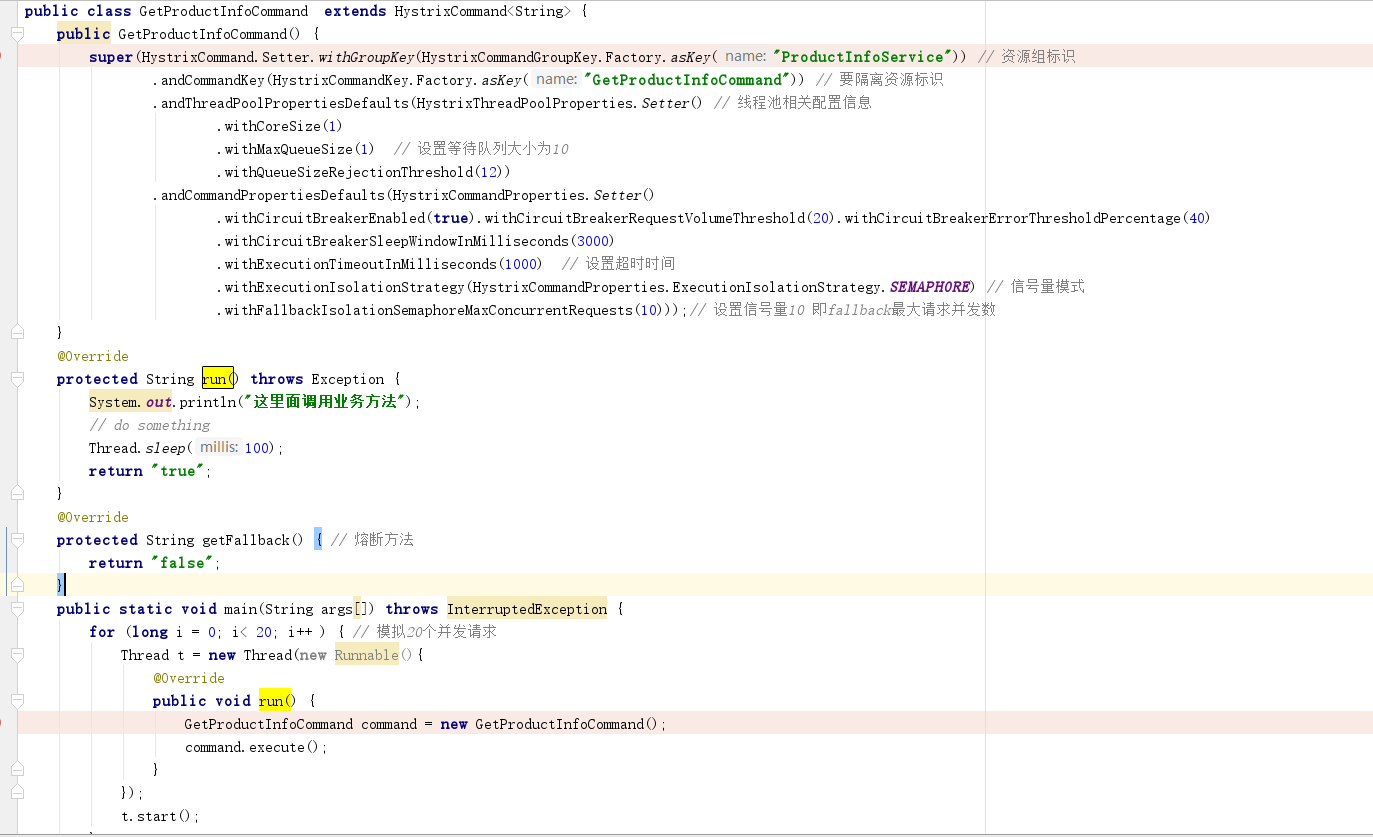 public class GetProductInfoCommand  extends HystrixCommand<String> {
    public GetProductInfoCommand() {
        super(HystrixCommand.Setter.withGroupKey(HystrixCommandGroupKey.Factory.asKey( name: "ProductInfoService")) // 资源组标识
                .andCommandKey(HystrixCommandKey.Factory.asKey( name: "GetProductInfoCommand")) // 要隔离资源标识
                .andThreadPoolPropertiesDefaults(HystrixThreadPoolProperties.Setter() // 线程池相关配置信息
                        .withCoreSize(1)
                        .withMaxQueueSize(1)  // 设置等待队列大小为10
                        .withQueueSizeRejectionThreshold(12))
                .andCommandPropertiesDefaults(HystrixCommandProperties.Setter()
                        .withCircuitBreakerEnabled(true).withCircuitBreakerRequestVolumeThreshold(20).withCircuitBreakerErrorThresholdPercentage(40)
                        .withCircuitBreakerSleepWindowInMilliseconds(3000)
                        .withExecutionTimeoutInMilliseconds(1000)  // 设置超时时间
                        .withExecutionIsolationStrategy(HystrixCommandProperties.ExecutionIsolationStrategy.SEMAPHORE) // 信号量模式
                        .withFallbackIsolationSemaphoreMaxConcurrentRequests(10)));// 设置信号量10 即fallback最大请求并发数
    }
    @Override
    protected String run() throws Exception {
        System.out.println("这里面调用业务方法");
        // do something
        Thread.sleep( millis: 100);
        return "true";
    }
    @Override
    protected String getFallback() { // 熔断方法
        return "false";
    }
    public static void main(String args[]) throws InterruptedException {
        for (long i = 0; i< 20; i++ ) { // 模拟20个并发请求
            Thread t = new Thread(new Runnable() {
                @Override
                public void run() {
                    GetProductInfoCommand command = new GetProductInfoCommand();
                    command.execute();
                }
            });
            t.start();